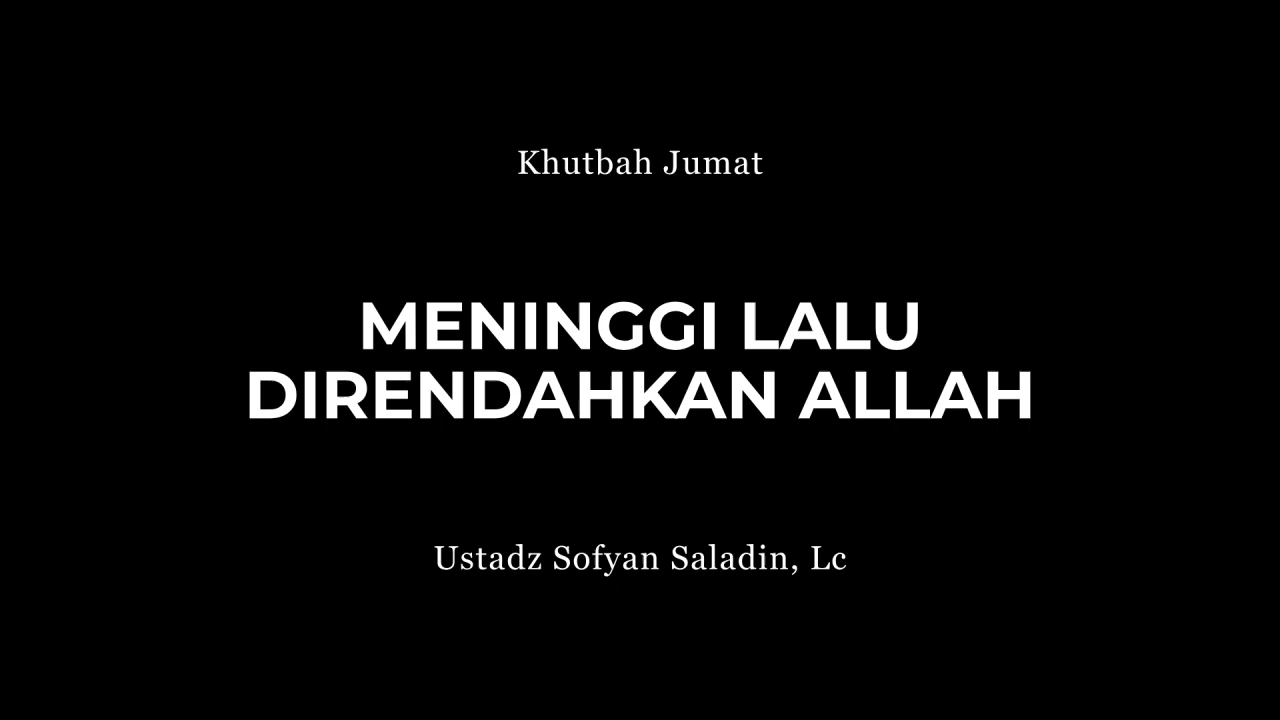 Khutbah Jumat
MENINGGI LALU
DIRENDAHKAN ALLAH
Ustadz Sofyan Saladin, Lc